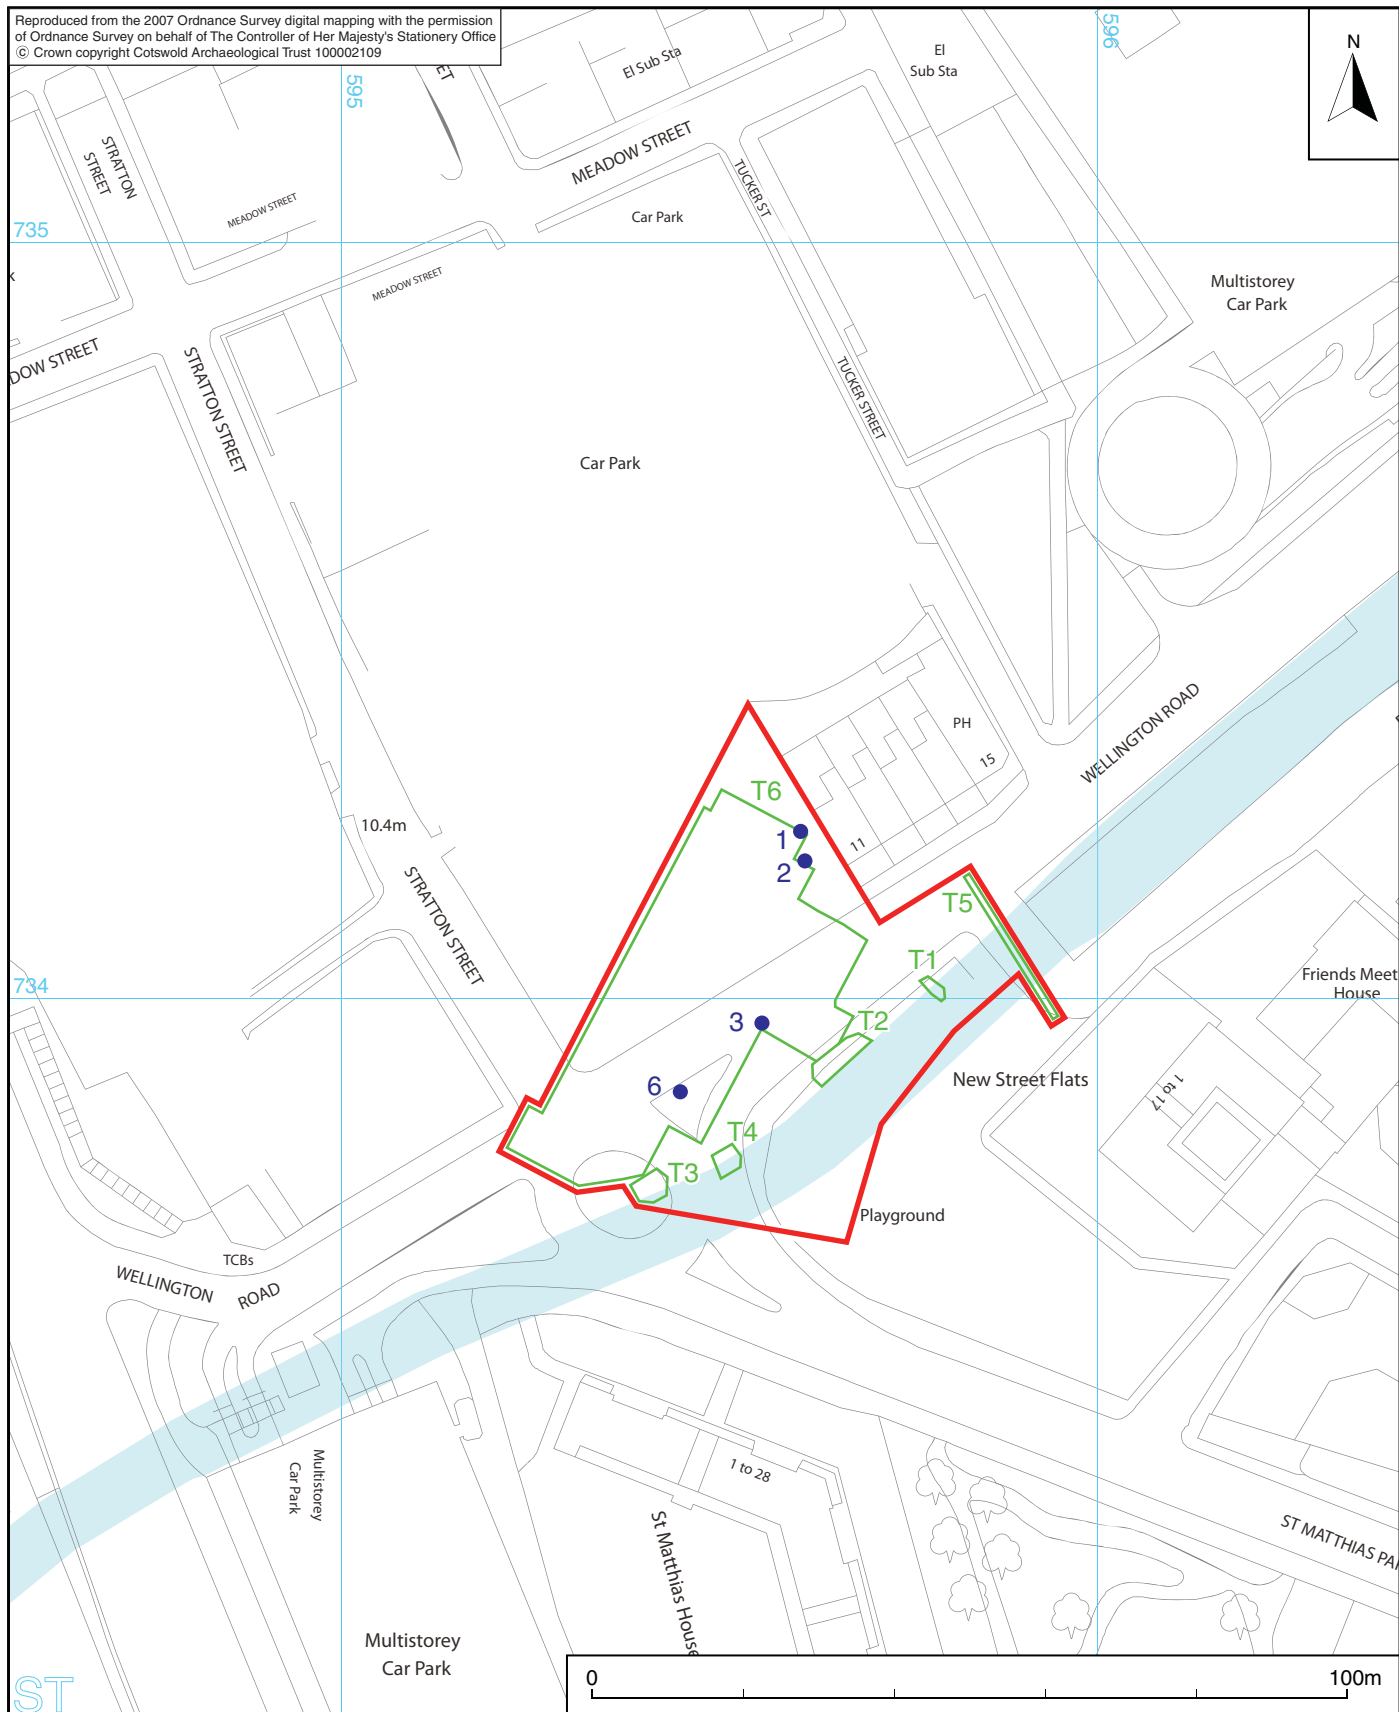 Reproduced from the 2007 Ordnance Survey digital mapping with the permission
of Ordnance Survey on behalf of The Controller of Her Majesty's Stationery Office
© Crown copyright Cotswold Archaeological Trust 100002109
595
596
N
ET
El Sub Sta
El
Sub Sta
MEADOW STREET
STRATTON
STREET
MEADOW STREET
TUCKER ST
Car Park
735
k
MEADOW STREET
Multistorey
Car Park
DOW STREET
STRATTON STREET
TUCKER STREET
Car Park
WELLINGTON ROAD
PH
15
T6
10.4m
1
11
2
STRATTON STREET
T5
T1
734
Friends Meet
House
3
T2
New Street Flats
6
1 to 17
T4
T3
Playground
TCBs
WELLINGTON
ROAD
Multistorey
Car Park
1 to 28
St Matthias House
ST MATTHIAS PA
Multistorey
Car Park
ST
0
100m